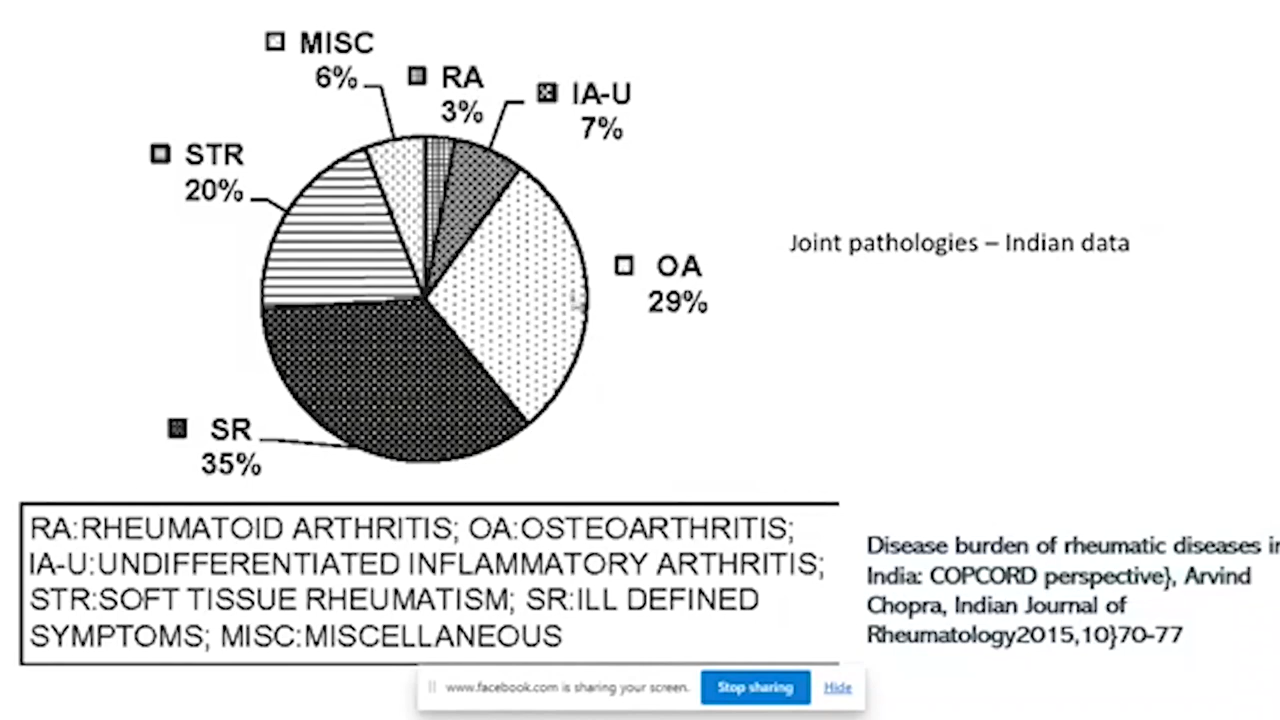 MISC
6%
RA
3%
IA-U
7%
STR
20%
OA
29%
SR
35%
Joint pathologies – Indian data
RA:RHEUMATOID ARTHRITIS; OA:OSTEOARTHRITIS;
IA-U:UNDIFFERENTIATED INFLAMMATORY ARTHRITIS;
STR:SOFT TISSUE RHEUMATISM; SR:ILL DEFINED
SYMPTOMS; MISC:MISCELLANEOUS
Disease burden of rheumatic diseases in
India: COPCORD perspective}, Arvind
Chopra, Indian Journal of
Rheumatology2015,10}70-77
www.facebook.com is sharing your screen.
Stop sharing
Hide